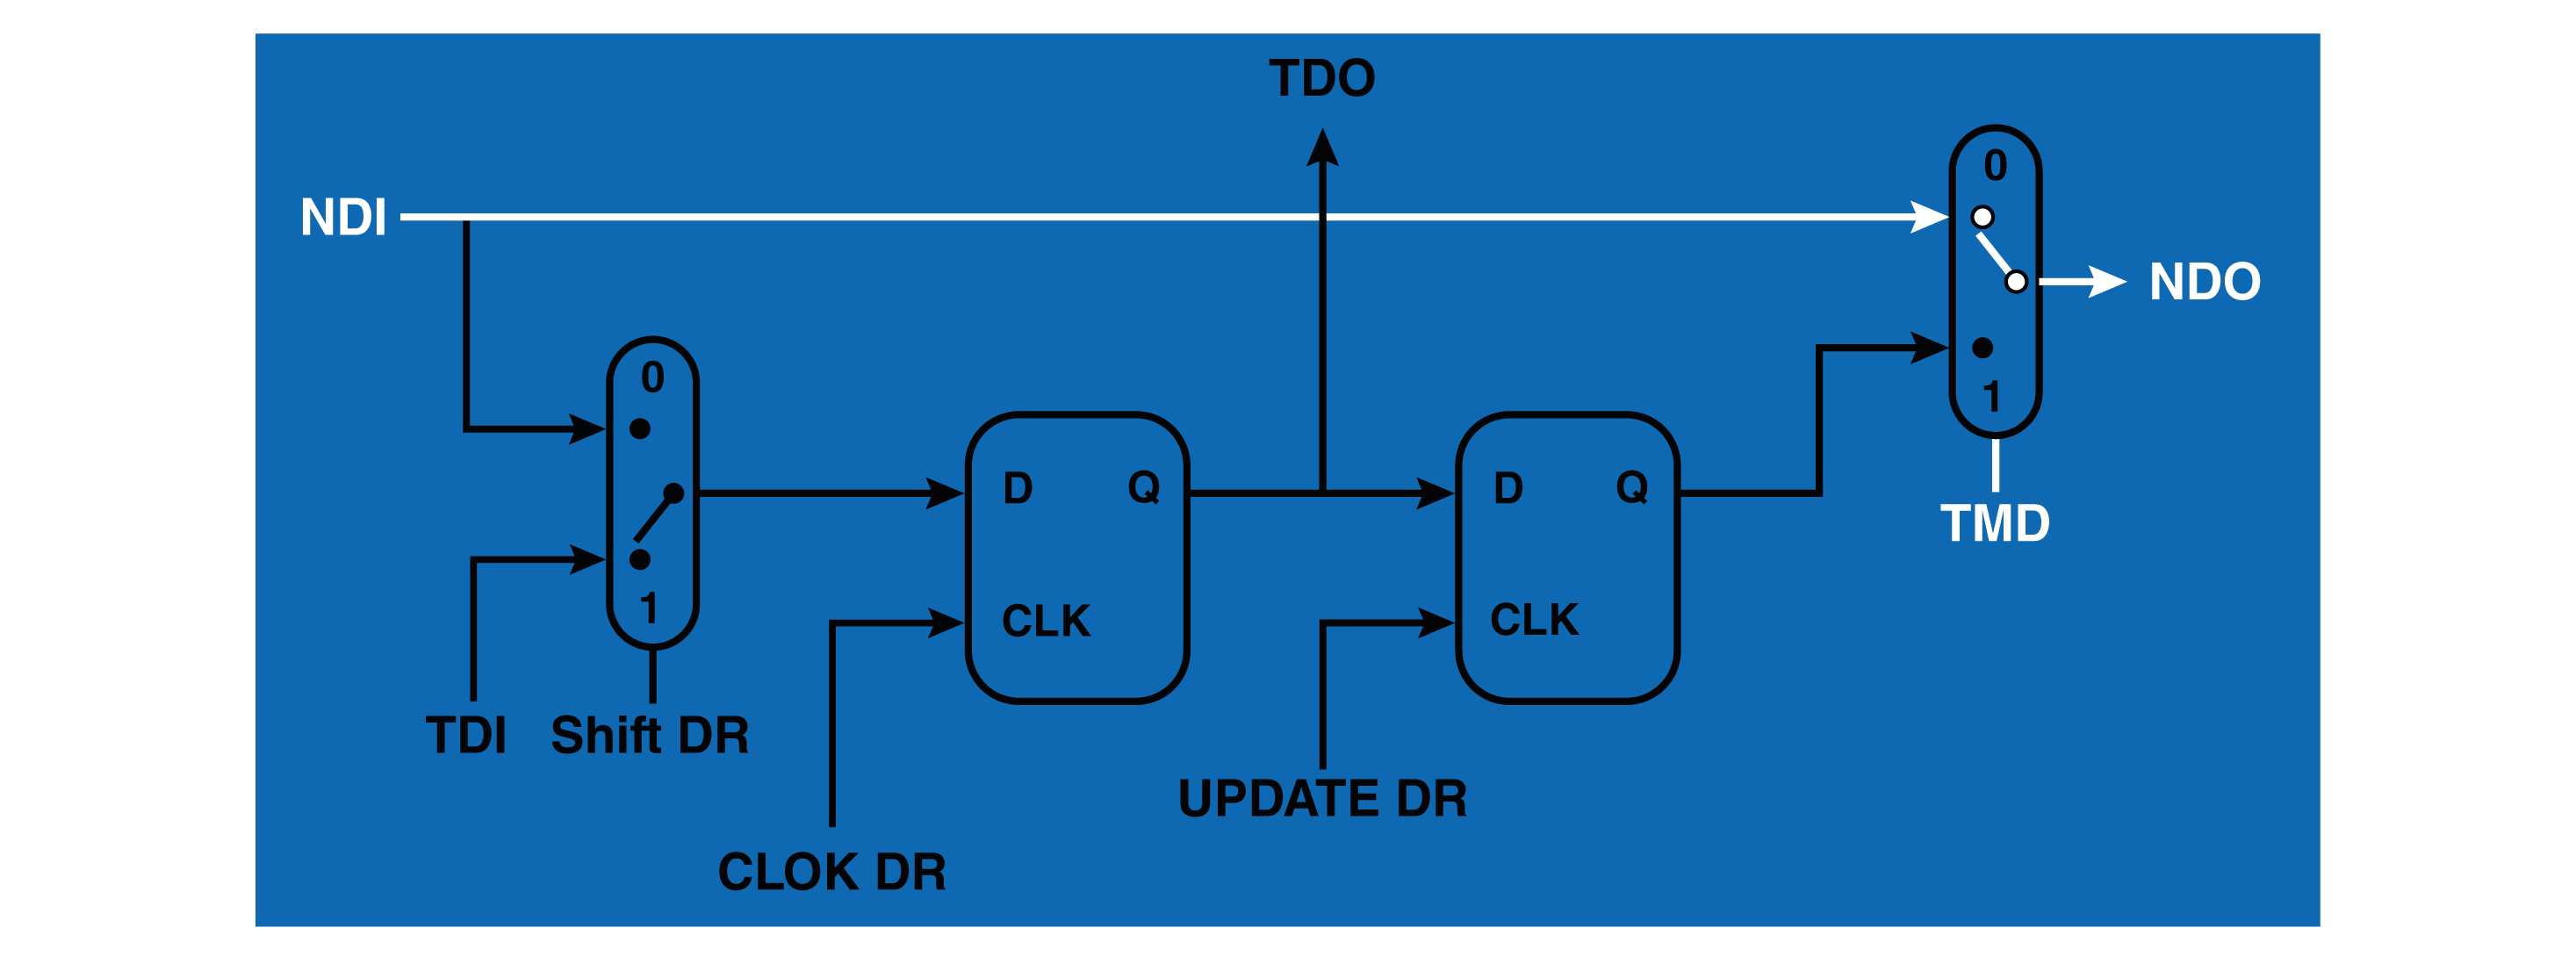 TDO
0
NDI
NDO
0
1
D Q
D Q
TMD
1
CLK
CLK
TDI
Shift DR
UPDATE DR
CLOK DR